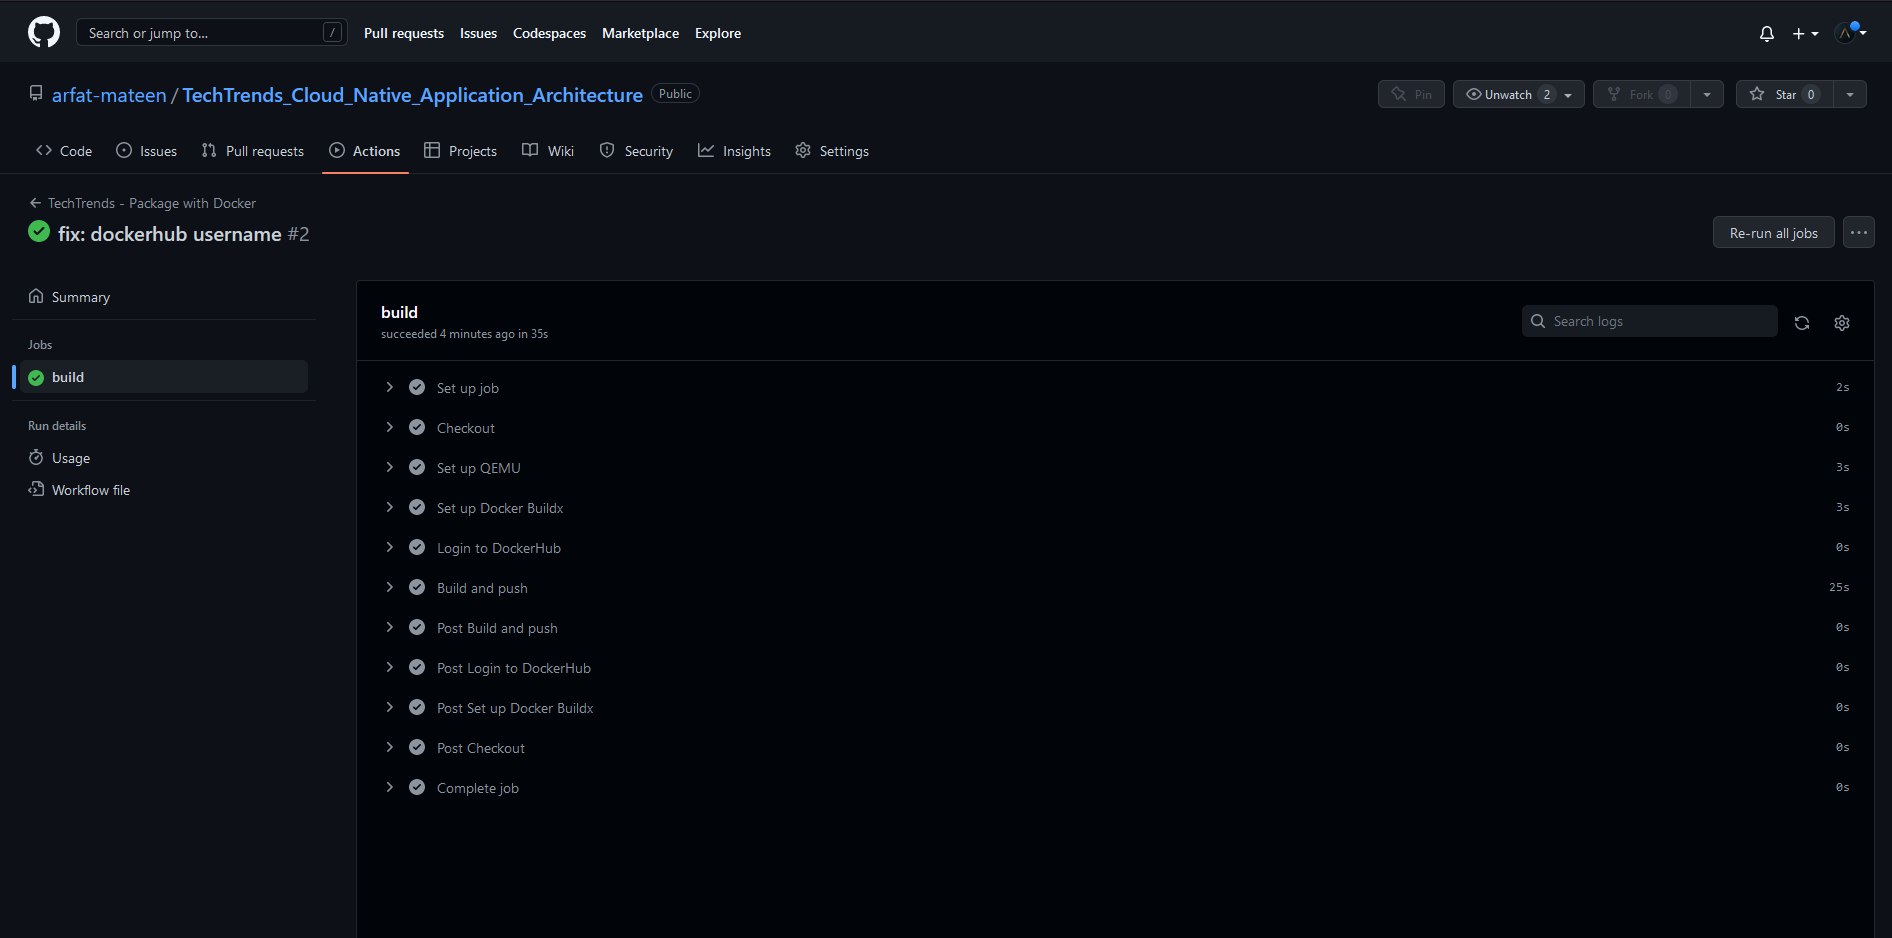 Search or jump to... / Pull requests Issues Codespaces Marketplace Explore
arfat-mateen / TechTrends_Cloud_Native_Application_Architecture Public Pin Unwatch 2 Fork 0 Star 0
Code Issues Pull requests Actions Projects Wiki Security Insights Settings
TechTrends - Package with Docker
fix: dockerhub username #2 Re-run all jobs
Summary
Jobs
build
Run details
Usage
Workflow file
build
succeeded 4 minutes ago in 35s
Search logs
Set up job 2s
Checkout 0s
Set up QEMU 3s
Set up Docker Buildx 3s
Login to DockerHub 0s
Build and push 25s
Post Build and push 0s
Post Login to DockerHub 0s
Post Set up Docker Buildx 0s
Post Checkout 0s
Complete job 0s